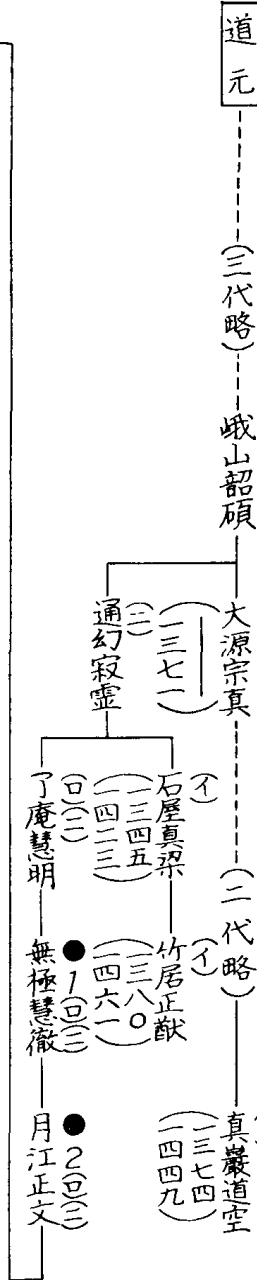 道元
(三代略)
峨山韶碩
大源宗真
(――一三七一)
(二代略)
真巖道空
(一三七四一四四九)
通幻寂霊
(二)
石屋真梁
(イ)
(一三四五一四二三)
竹居正猷
(イ)
(一三八〇一四六一)
了庵慧明
(ロ)(二)
無極慧徹
●1(ロ)(三)
月江正文
●2(ロ)(三)